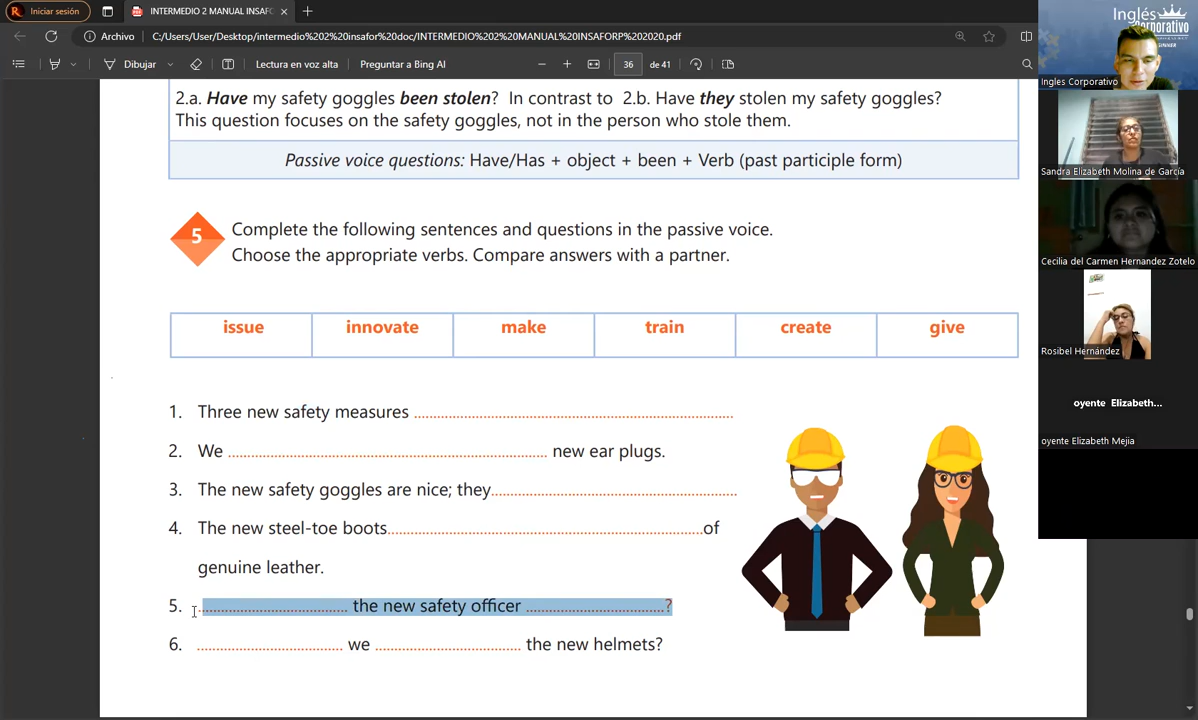 Iniciar sesión
INTERMEDIO 2 MANUAL INSAFOR
Archivo
C:/Users/User/Desktop/intermedio%202%20insafor%20doc/INTERMEDIO%202%20MANUAL%20INSAFORP%202020.pdf
Dibujar
Lectura en voz alta
Preguntar a Bing AI
36 de 41
2.a. Have my safety goggles been stolen? In contrast to 2.b. Have they stolen my safety goggles?
This question focuses on the safety goggles, not in the person who stole them.
Passive voice questions: Have/Has + object + been + Verb (past participle form)
5
Complete the following sentences and questions in the passive voice.
Choose the appropriate verbs. Compare answers with a partner.
issue innovate make train create give
1. Three new safety measures ................................................................................
2. We ................................................................................ new ear plugs.
3. The new safety goggles are nice; they..............................................................
4. The new steel-toe boots................................................................................of
genuine leather.
5. ...................................... the new safety officer ...................................?
6. ..................................... we ..................................... the new helmets?
Inglés
Corporativo
Ingles Corporativo
Sandra Elizabeth Molina de García
Cecilia del Carmen Hernandez Zotelo
Rosibel Hernández
oyente Elizabeth...
oyente Elizabeth Mejia